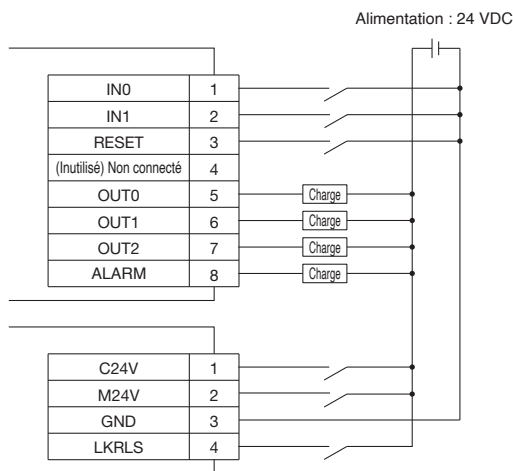 Alimentation : 24 VDC
IN0 1
IN1 2
RESET 3
(Inutilisé) Non connecté 4
OUT0 5 Charge
OUT1 6 Charge
OUT2 7 Charge
ALARM 8 Charge
C24V 1
M24V 2
GND 3
LKRLS 4